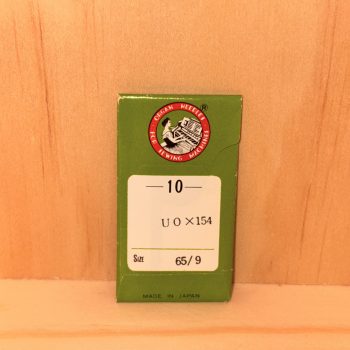 ORGAN NEEDLES
FOR SEWING MACHINES
®
10
UO×154
SIZE 65/9
MADE IN JAPAN